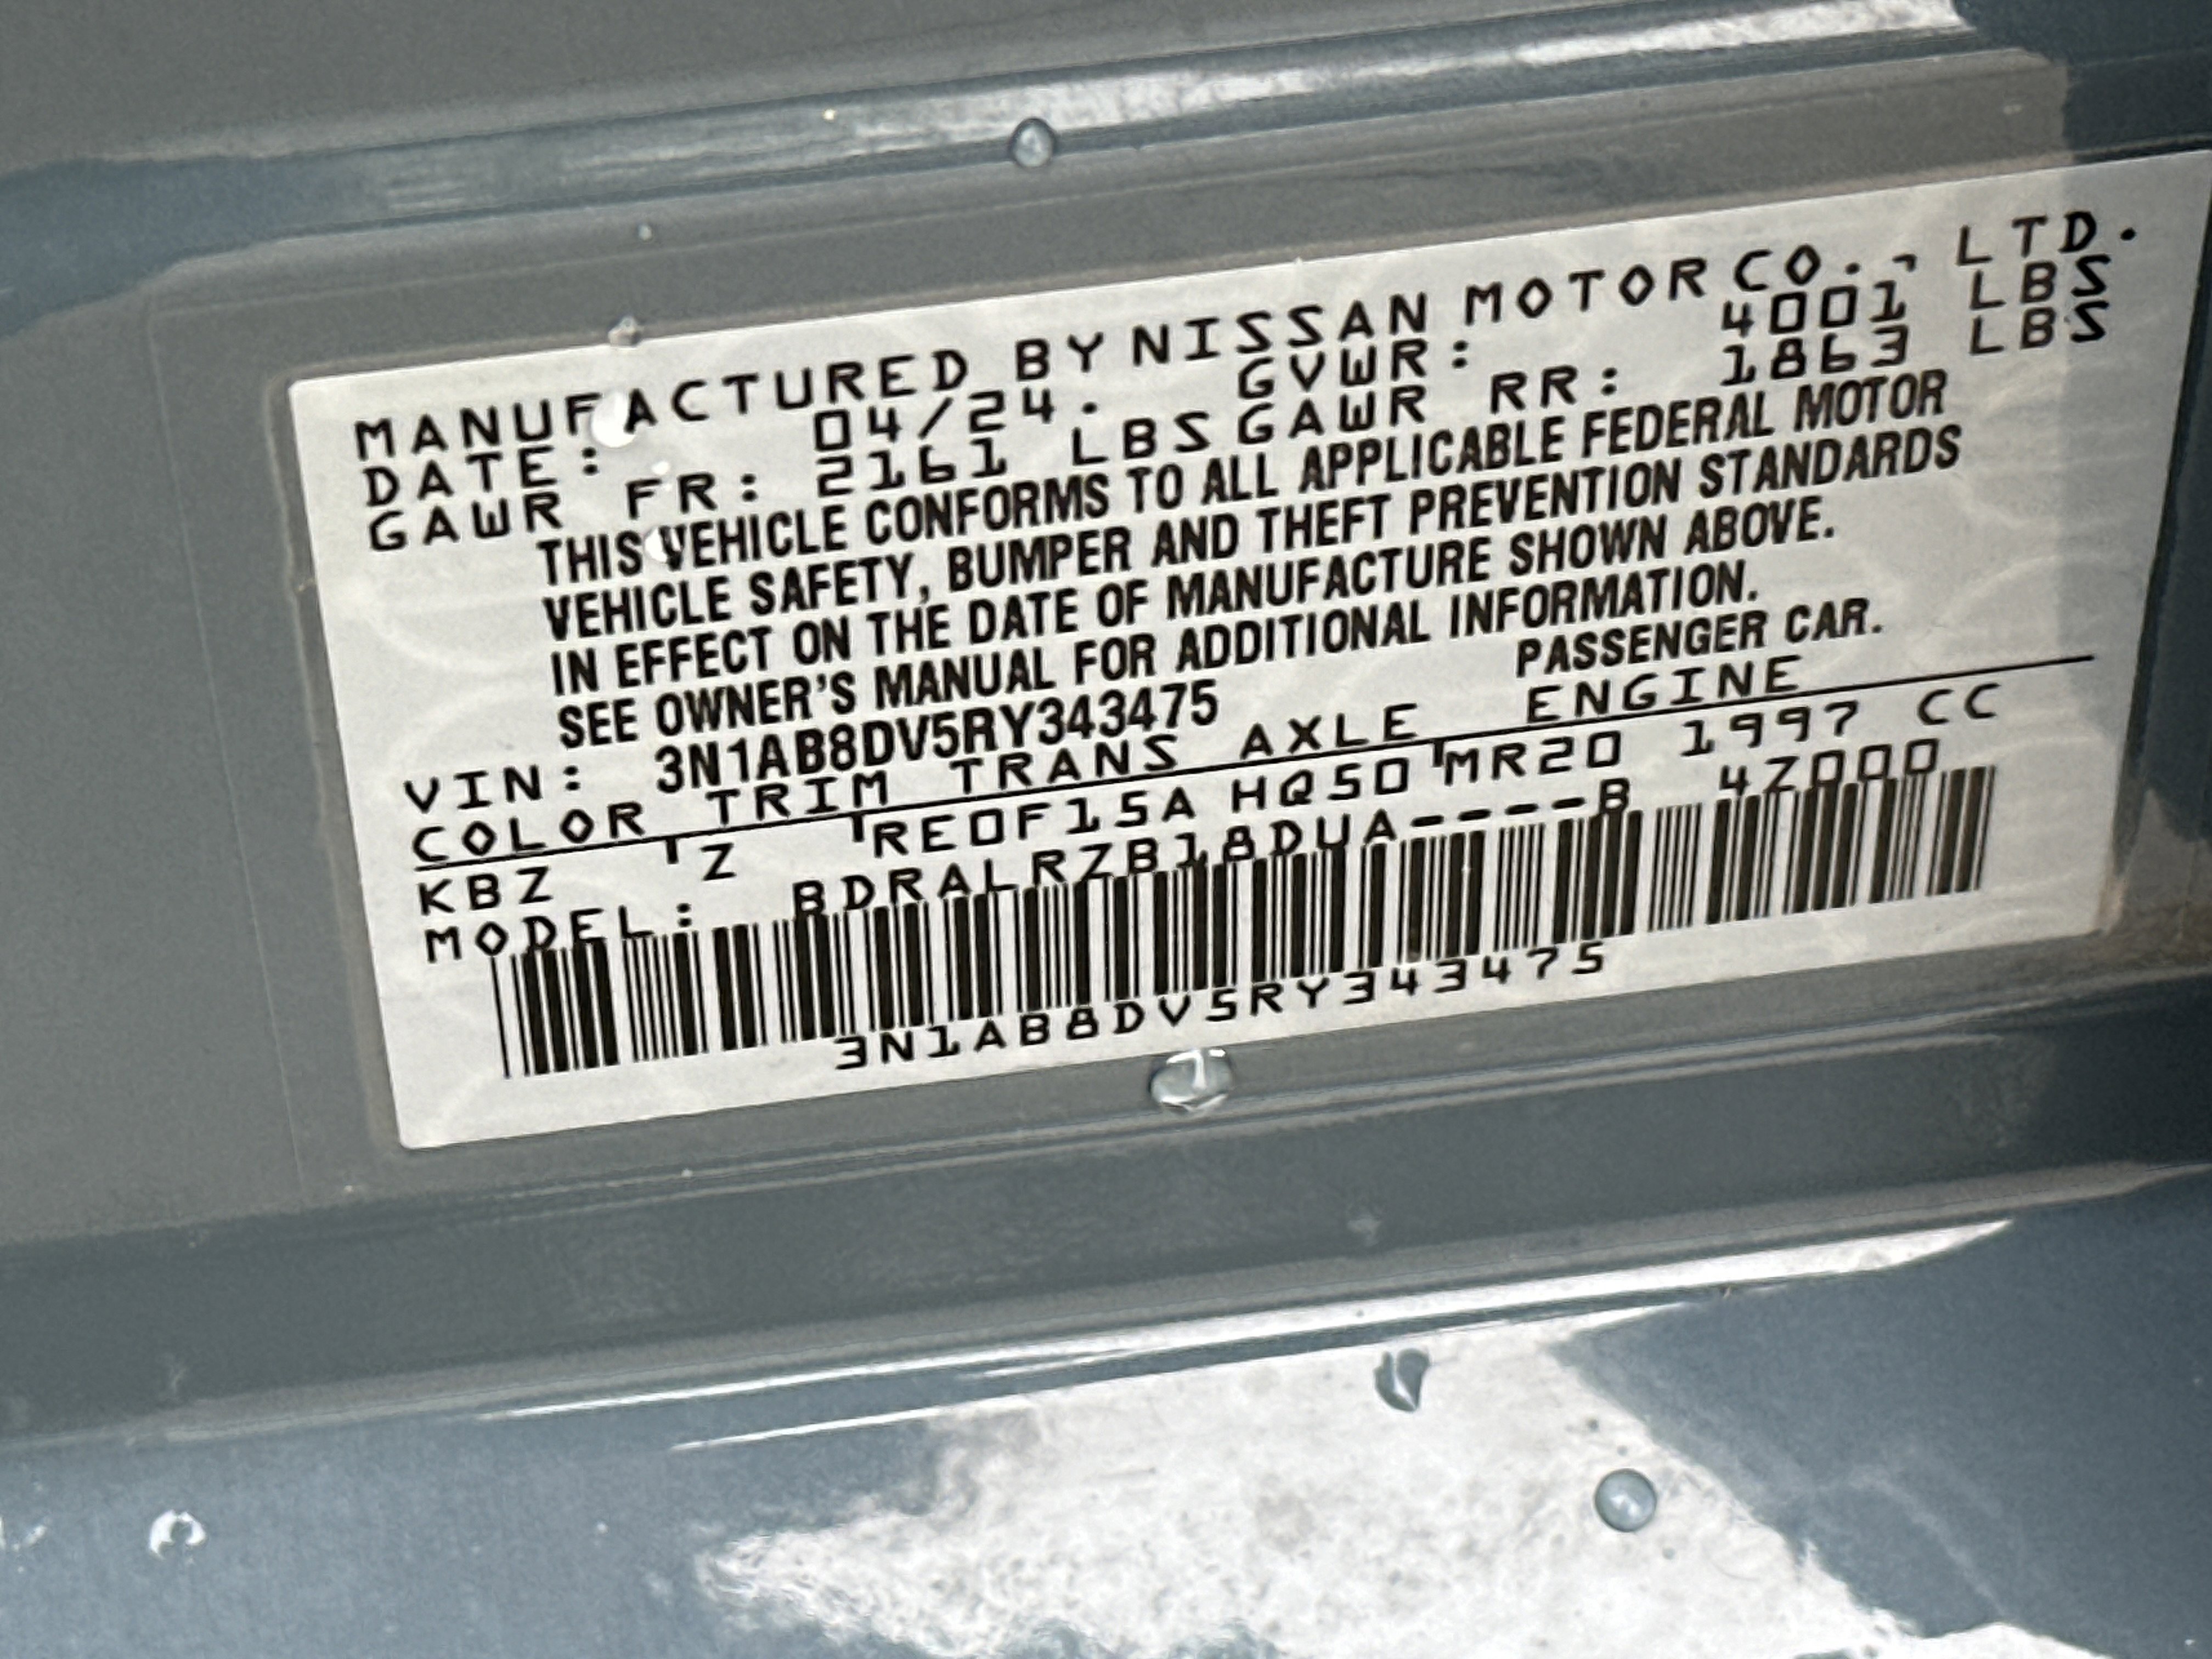 MANUFACTURED BY NISSAN MOTOR CO., LTD.
DATE: 04/24. GVWR: 4001 LBS
GAWR FR: 2161 LBS GAWR RR: 1863 LBS
THIS VEHICLE CONFORMS TO ALL APPLICABLE FEDERAL MOTOR
VEHICLE SAFETY, BUMPER AND THEFT PREVENTION STANDARDS
IN EFFECT ON THE DATE OF MANUFACTURE SHOWN ABOVE.
SEE OWNER'S MANUAL FOR ADDITIONAL INFORMATION.
VIN: 3N1AB8DV5RY343475 PASSENGER CAR.
COLOR TRIM TRANS AXLE ENGINE
KBZ Z RE0F15A HQ50 MR20 1997 CC
MODEL: BDRALRZB18DUA----B 4Z000
3N1AB8DV5RY343475